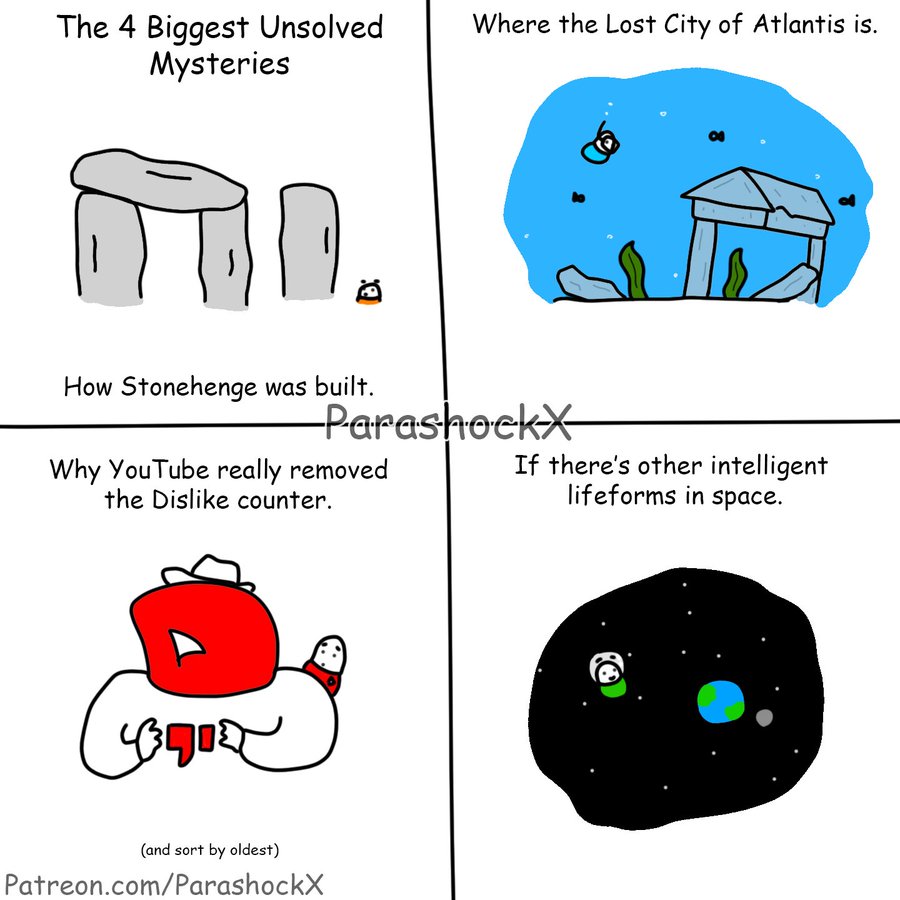 The 4 Biggest Unsolved
Mysteries
How Stonehenge was built.
Where the Lost City of Atlantis is.
ParashockX
Why YouTube really removed
the Dislike counter.
(and sort by oldest)
If there's other intelligent
lifeforms in space.
Patreon.com/ParashockX